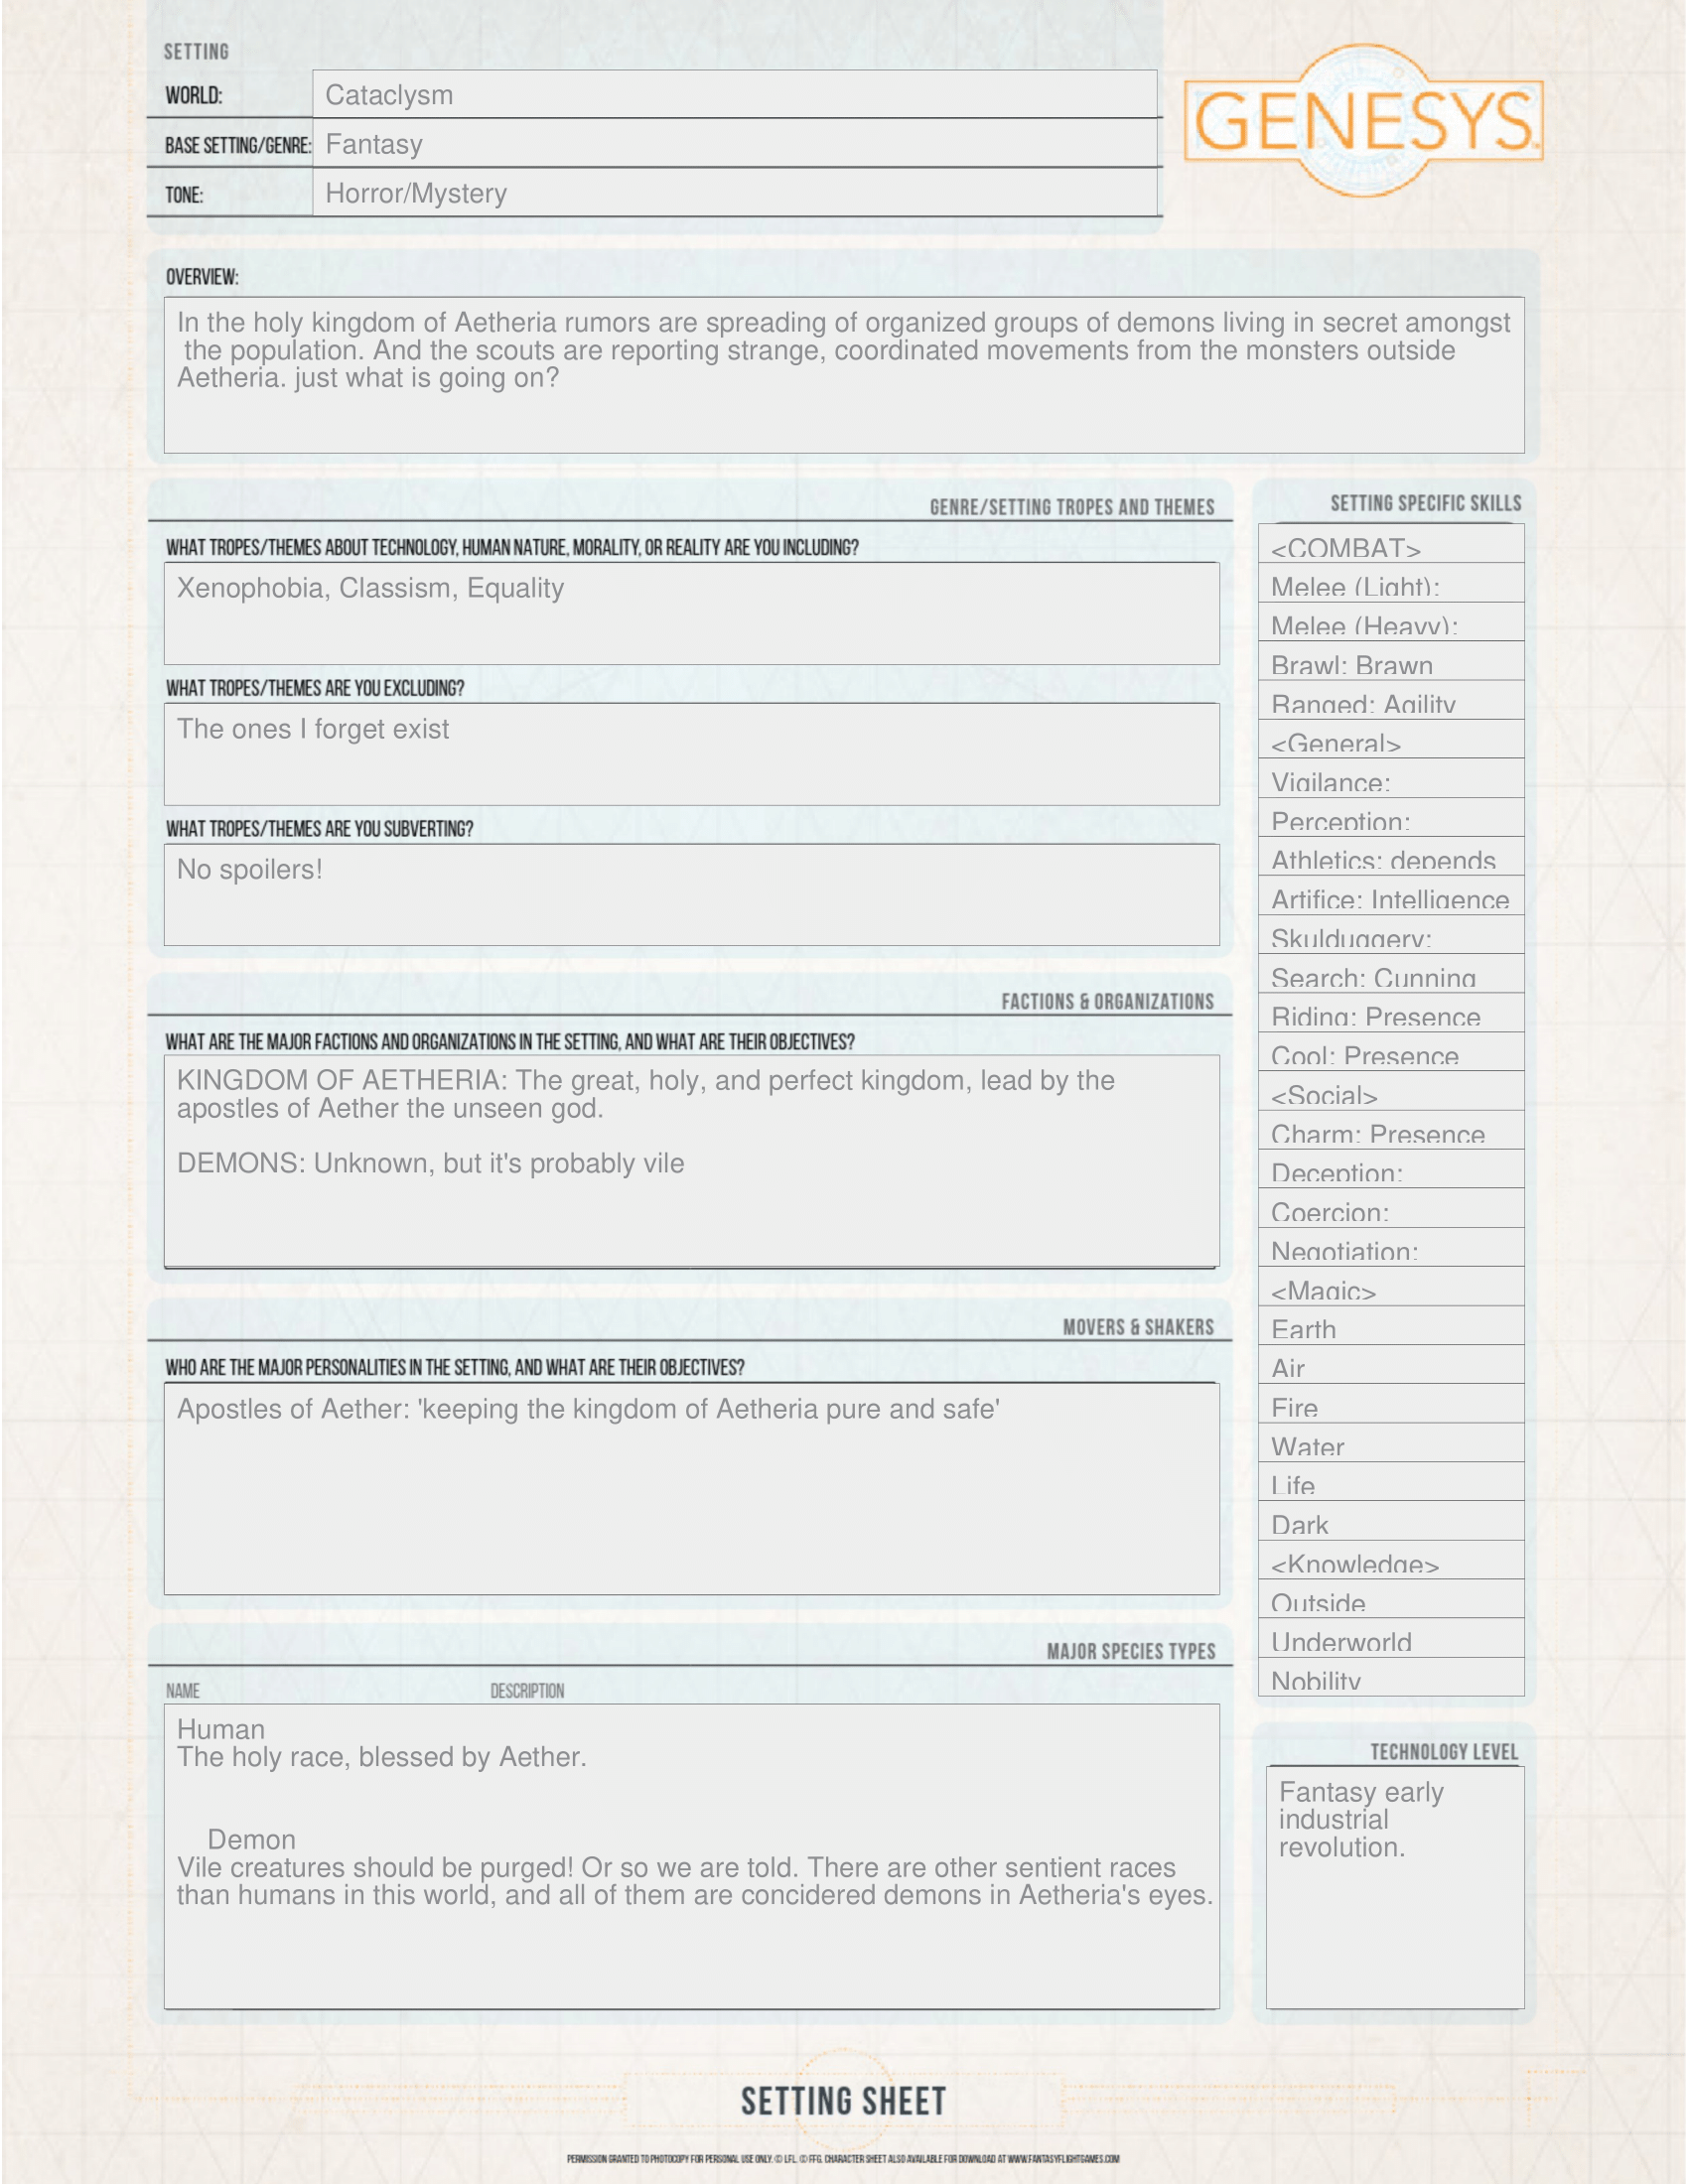 SETTING
WORLD: Cataclysm
BASE SETTING/GENRE: Fantasy
TONE: Horror/Mystery
GENESYS
OVERVIEW:
In the holy kingdom of Aetheria rumors are spreading of organized groups of demons living in secret amongst
the population. And the scouts are reporting strange, coordinated movements from the monsters outside
Aetheria. just what is going on?
GENRE/SETTING TROPES AND THEMES
WHAT TROPES/THEMES ABOUT TECHNOLOGY, HUMAN NATURE, MORALITY, OR REALITY ARE YOU INCLUDING?
Xenophobia, Classism, Equality
WHAT TROPES/THEMES ARE YOU EXCLUDING?
The ones I forget exist
WHAT TROPES/THEMES ARE YOU SUBVERTING?
No spoilers!
FACTIONS & ORGANIZATIONS
WHAT ARE THE MAJOR FACTIONS AND ORGANIZATIONS IN THE SETTING, AND WHAT ARE THEIR OBJECTIVES?
KINGDOM OF AETHERIA: The great, holy, and perfect kingdom, lead by the
apostles of Aether the unseen god.
DEMONS: Unknown, but it's probably vile
MOVERS & SHAKERS
WHO ARE THE MAJOR PERSONALITIES IN THE SETTING, AND WHAT ARE THEIR OBJECTIVES?
Apostles of Aether: 'keeping the kingdom of Aetheria pure and safe'
MAJOR SPECIES TYPES
NAME DESCRIPTION
Human
The holy race, blessed by Aether.
Demon
Vile creatures should be purged! Or so we are told. There are other sentient races
than humans in this world, and all of them are concidered demons in Aetheria's eyes.
SETTING SPECIFIC SKILLS
<COMBAT>
Melee (Light):
Melee (Heavy):
Brawl: Brawn
Ranged: Agility
<General>
Vigilance:
Perception:
Athletics: depends
Artifice: Intelligence
Skulduggery:
Search: Cunning
Riding: Presence
Cool: Presence
<Social>
Charm: Presence
Deception:
Coercion:
Negotiation:
<Magic>
Earth
Air
Fire
Water
Life
Dark
<Knowledge>
Outside
Underworld
Nobility
TECHNOLOGY LEVEL
Fantasy early
industrial
revolution.
SETTING SHEET
PERMISSION GRANTED TO PHOTOCOPY FOR PERSONAL USE ONLY. © LFL. © FFG. CHARACTER SHEET ALSO AVAILABLE FOR DOWNLOAD AT WWW.FANTASYFLIGHTGAMES.COM